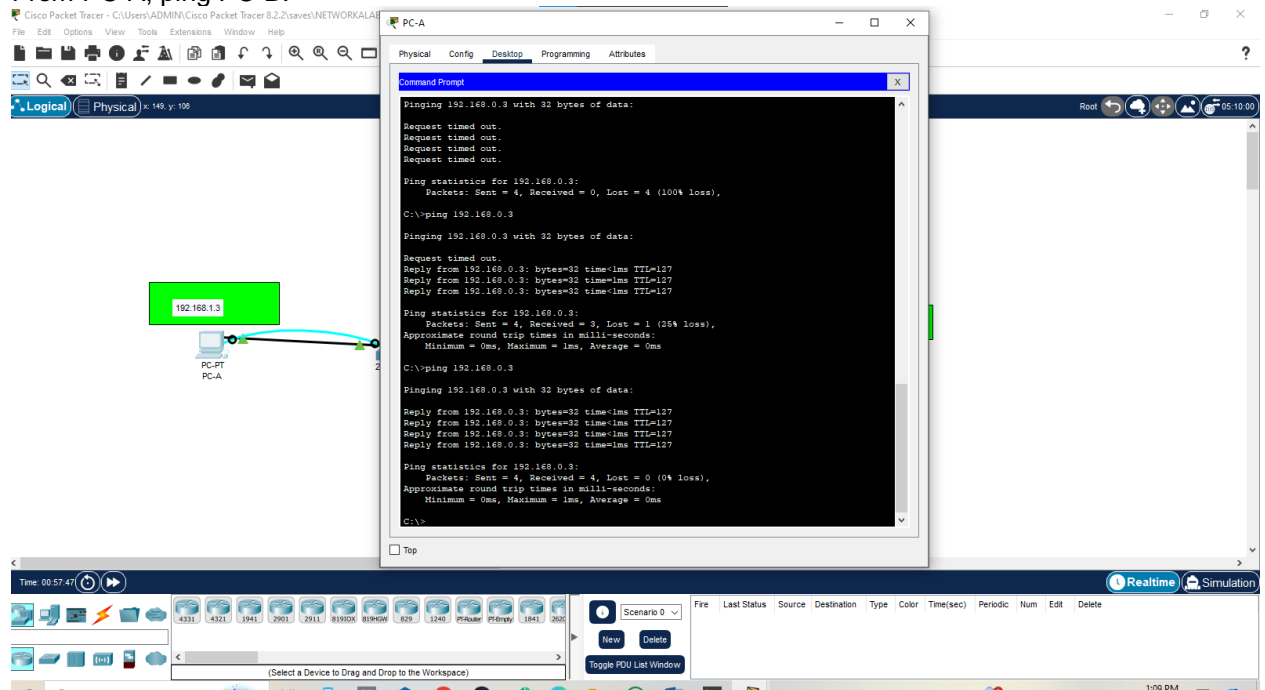 From PC-A, ping PC-B.
Cisco Packet Tracer - C:\Users\ADMIN\Cisco Packet Tracer 8.2.2\saves\NETWORKALAB
File Edit Options View Tools Extensions Window Help
PC-A
Physical Config Desktop Programming Attributes
?
Command Prompt
X
Logical Physical x: 149, y: 106
Root
05:10:00
Pinging 192.168.0.3 with 32 bytes of data:
Request timed out.
Request timed out.
Request timed out.
Request timed out.
Ping statistics for 192.168.0.3:
Packets: Sent = 4, Received = 0, Lost = 4 (100% loss),
C:\>ping 192.168.0.3
Pinging 192.168.0.3 with 32 bytes of data:
Request timed out.
Reply from 192.168.0.3: bytes=32 time<1ms TTL=127
Reply from 192.168.0.3: bytes=32 time=1ms TTL=127
Reply from 192.168.0.3: bytes=32 time<1ms TTL=127
Ping statistics for 192.168.0.3:
Packets: Sent = 4, Received = 3, Lost = 1 (25% loss),
Approximate round trip times in milli-seconds:
Minimum = 0ms, Maximum = 1ms, Average = 0ms
C:\>ping 192.168.0.3
Pinging 192.168.0.3 with 32 bytes of data:
Reply from 192.168.0.3: bytes=32 time<1ms TTL=127
Reply from 192.168.0.3: bytes=32 time<1ms TTL=127
Reply from 192.168.0.3: bytes=32 time<1ms TTL=127
Reply from 192.168.0.3: bytes=32 time=1ms TTL=127
Ping statistics for 192.168.0.3:
Packets: Sent = 4, Received = 4, Lost = 0 (0% loss),
Approximate round trip times in milli-seconds:
Minimum = 0ms, Maximum = 1ms, Average = 0ms
C:\>
Top
192.168.1.3
PC-PT
PC-A
2
Time: 00:57:47
Realtime Simulation
4331 4321 1941 2901 2911 819IOX 819HGW 829 1240 PT-Router PT-Empty 1841 262
(Select a Device to Drag and Drop to the Workspace)
Scenario 0
New Delete
Toggle PDU List Window
Fire Last Status Source Destination Type Color Time(sec) Periodic Num Edit Delete
1:09 PM